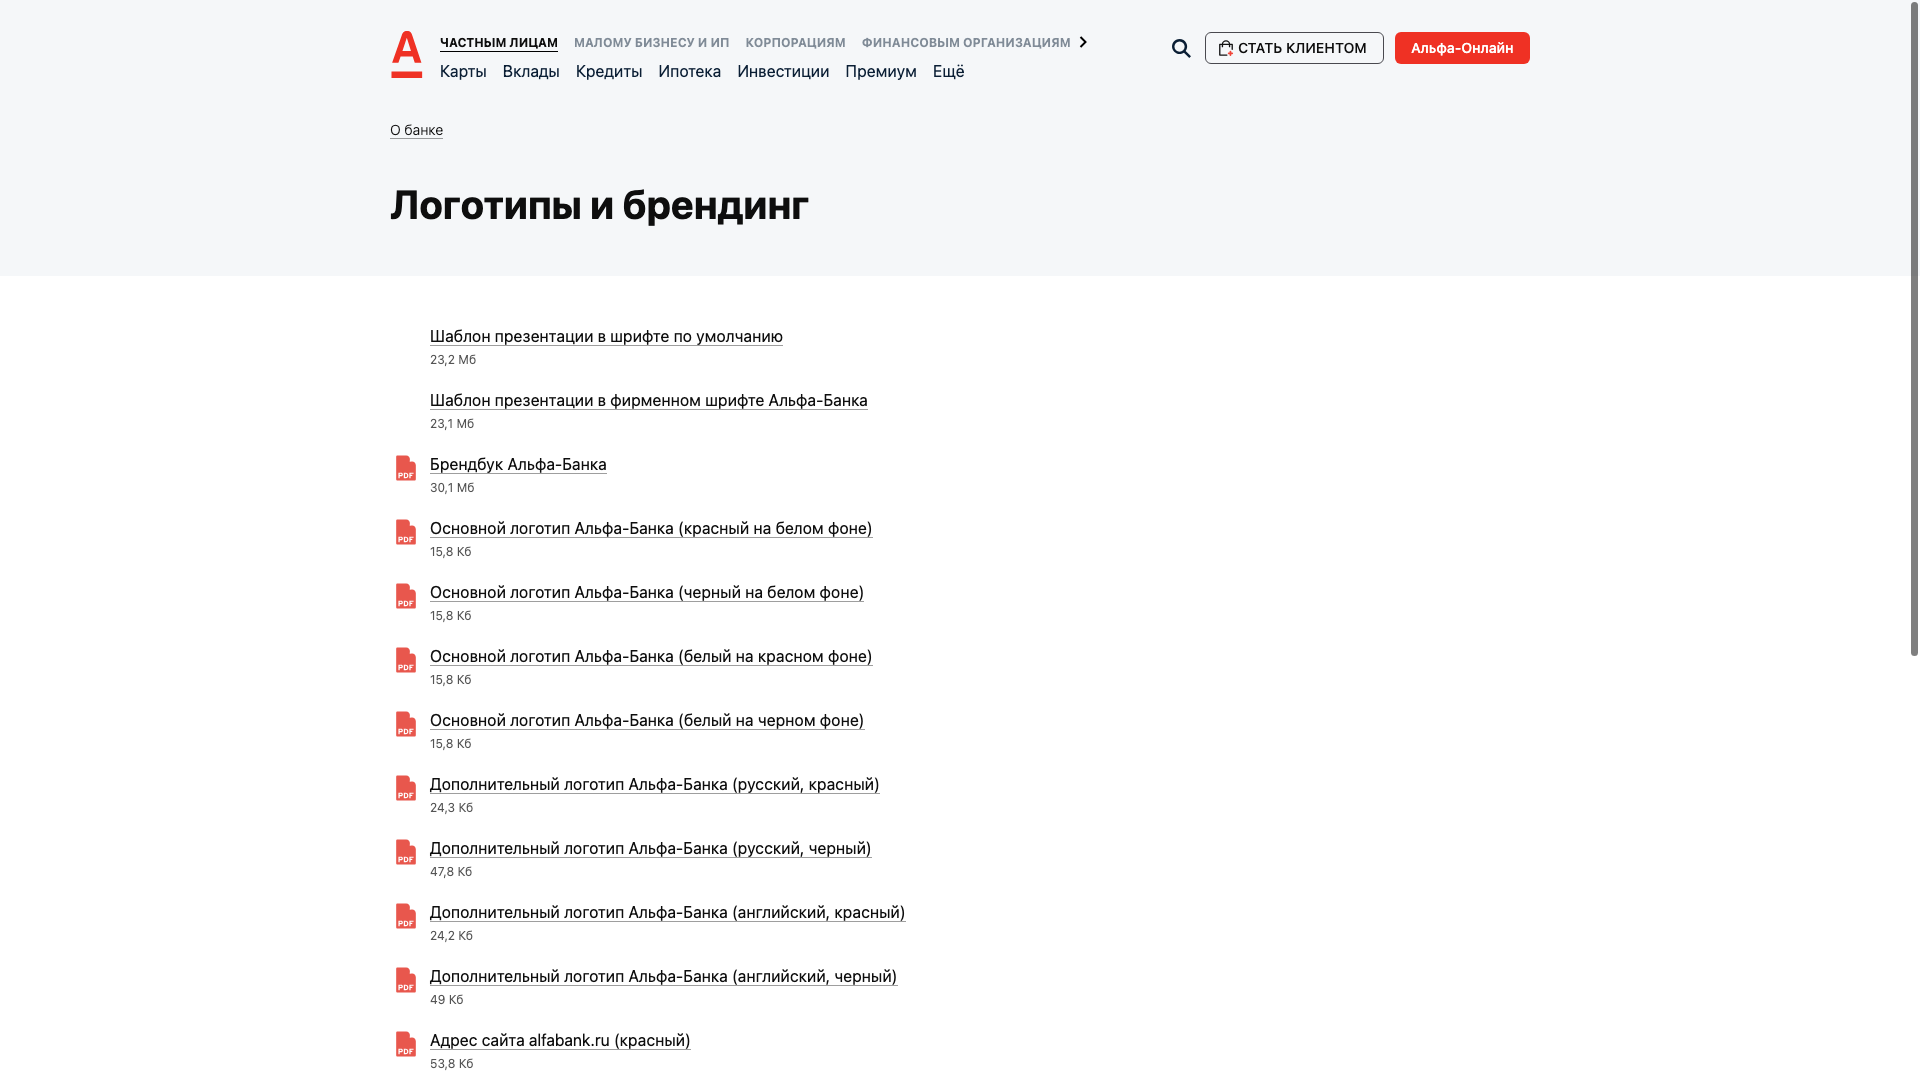 ЧАСТНЫМ ЛИЦАМ МАЛОМУ БИЗНЕСУ И ИП КОРПОРАЦИЯМ ФИНАНСОВЫМ ОРГАНИЗАЦИЯМ
Карты Вклады Кредиты Ипотека Инвестиции Премиум Ещё
СТАТЬ КЛИЕНТОМ
Альфа-Онлайн
О банке
Логотипы и брендинг
Шаблон презентации в шрифте по умолчанию
23,2 Мб
Шаблон презентации в фирменном шрифте Альфа-Банка
23,1 Мб
PDF
Брендбук Альфа-Банка
30,1 Мб
PDF
Основной логотип Альфа-Банка (красный на белом фоне)
15,8 Кб
PDF
Основной логотип Альфа-Банка (черный на белом фоне)
15,8 Кб
PDF
Основной логотип Альфа-Банка (белый на красном фоне)
15,8 Кб
PDF
Основной логотип Альфа-Банка (белый на черном фоне)
15,8 Кб
PDF
Дополнительный логотип Альфа-Банка (русский, красный)
24,3 Кб
PDF
Дополнительный логотип Альфа-Банка (русский, черный)
47,8 Кб
PDF
Дополнительный логотип Альфа-Банка (английский, красный)
24,2 Кб
PDF
Дополнительный логотип Альфа-Банка (английский, черный)
49 Кб
PDF
Адрес сайта alfabank.ru (красный)
53,8 Кб